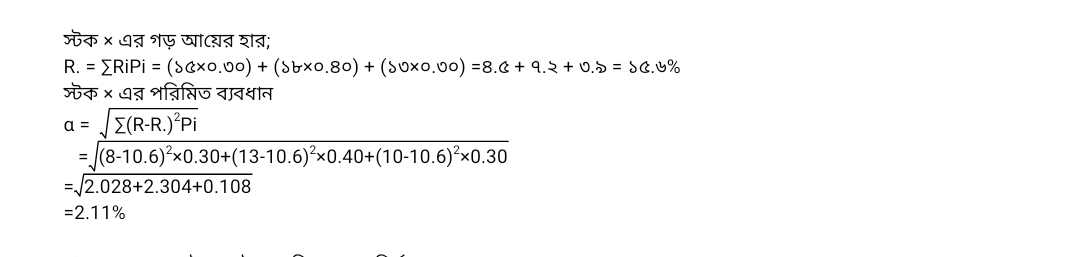 স্টক × এর গড় আয়ের হার;
R. = ∑RiPi = (১৫×০.৩০) + (১৮×০.৪০) + (১৩×০.৩০) =৪.৫ + ৭.২ + ৩.৯ = ১৫.৬%
স্টক × এর পরিমিত ব্যবধান
α = √∑(R-R.)²Pi
=√(8-10.6)²×0.30+(13-10.6)²×0.40+(10-10.6)²×0.30
=√2.028+2.304+0.108
=2.11%